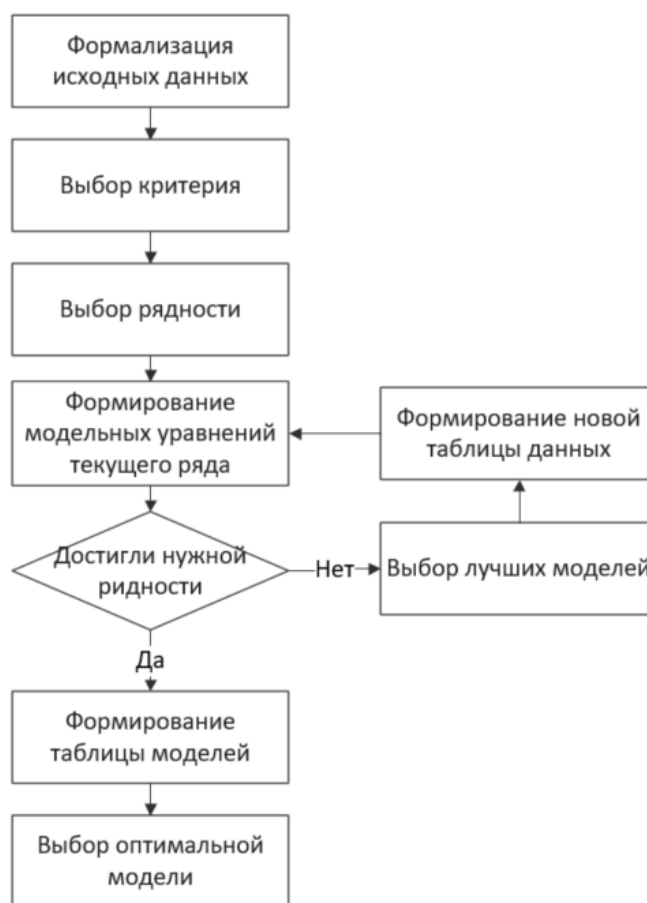 Формализация
исходных данных
Выбор критерия
Выбор рядности
Формирование
модельных уравнений
текущего ряда
Формирование новой
таблицы данных
Достигли нужной
ридности
Нет
Выбор лучших моделей
Да
Формирование
таблицы моделей
Выбор оптимальной
модели